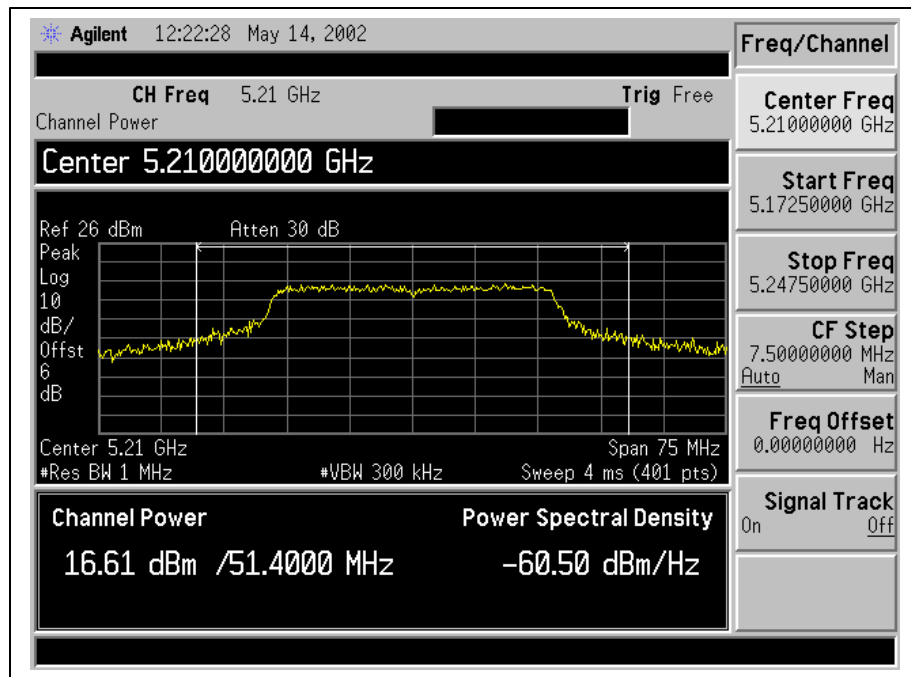 Agilent 12:22:28 May 14, 2002
CH Freq 5.21 GHz Trig Free
Channel Power
Center 5.210000000 GHz
Ref 26 dBm Atten 30 dB
Peak
Log
10
dB/
Offst
6
dB
Center 5.21 GHz Span 75 MHz
#Res BW 1 MHz #VBW 300 kHz Sweep 4 ms (401 pts)
Channel Power Power Spectral Density
16.61 dBm /51.4000 MHz -60.50 dBm/Hz
Freq/Channel
Center Freq
5.21000000 GHz
Start Freq
5.17250000 GHz
Stop Freq
5.24750000 GHz
CF Step
7.50000000 MHz
Auto Man
Freq Offset
0.00000000 Hz
Signal Track
On Off